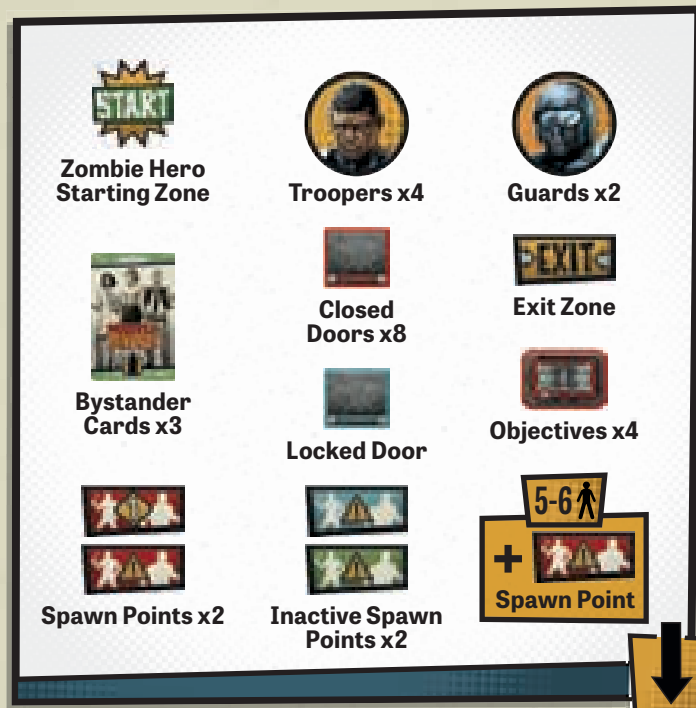 START
Zombie Hero
Starting Zone
Troopers x4
Guards x2
Bystander
Cards x3
Closed
Doors x8
EXIT
Exit Zone
Locked Door
Objectives x4
Spawn Points x2
Inactive Spawn
Points x2
5-6
+
Spawn Point